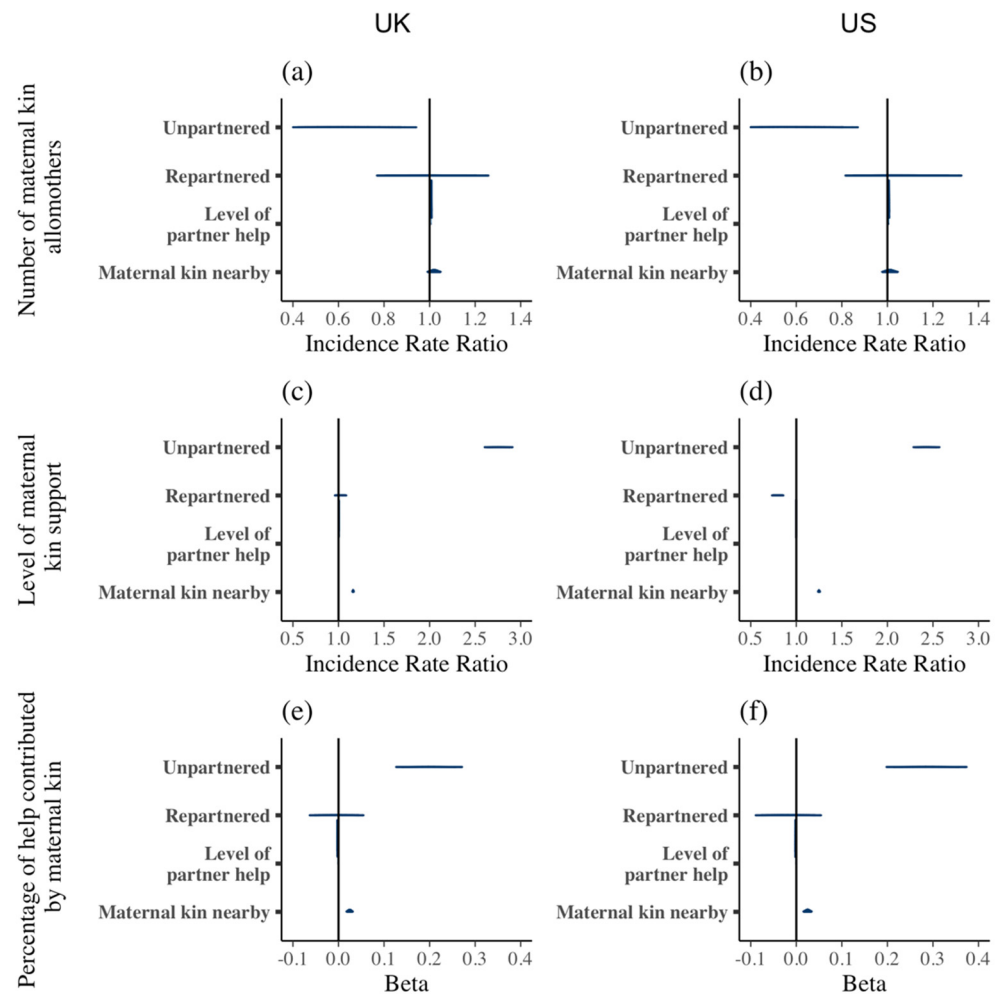 UK
US
Number of maternal kin
allomothers
(a)
Unpartnered
Repartnered
Level of
partner help
Maternal kin nearby
0.4 0.6 0.8 1.0 1.2 1.4
Incidence Rate Ratio
(b)
Unpartnered
Repartnered
Level of
partner help
Maternal kin nearby
0.4 0.6 0.8 1.0 1.2 1.4
Incidence Rate Ratio
Level of maternal
kin support
(c)
Unpartnered
Repartnered
Level of
partner help
Maternal kin nearby
0.5 1.0 1.5 2.0 2.5 3.0
Incidence Rate Ratio
(d)
Unpartnered
Repartnered
Level of
partner help
Maternal kin nearby
0.5 1.0 1.5 2.0 2.5 3.0
Incidence Rate Ratio
Percentage of help contributed
by maternal kin
(e)
Unpartnered
Repartnered
Level of
partner help
Maternal kin nearby
-0.1 0.0 0.1 0.2 0.3 0.4
Beta
(f)
Unpartnered
Repartnered
Level of
partner help
Maternal kin nearby
-0.1 0.0 0.1 0.2 0.3 0.4
Beta